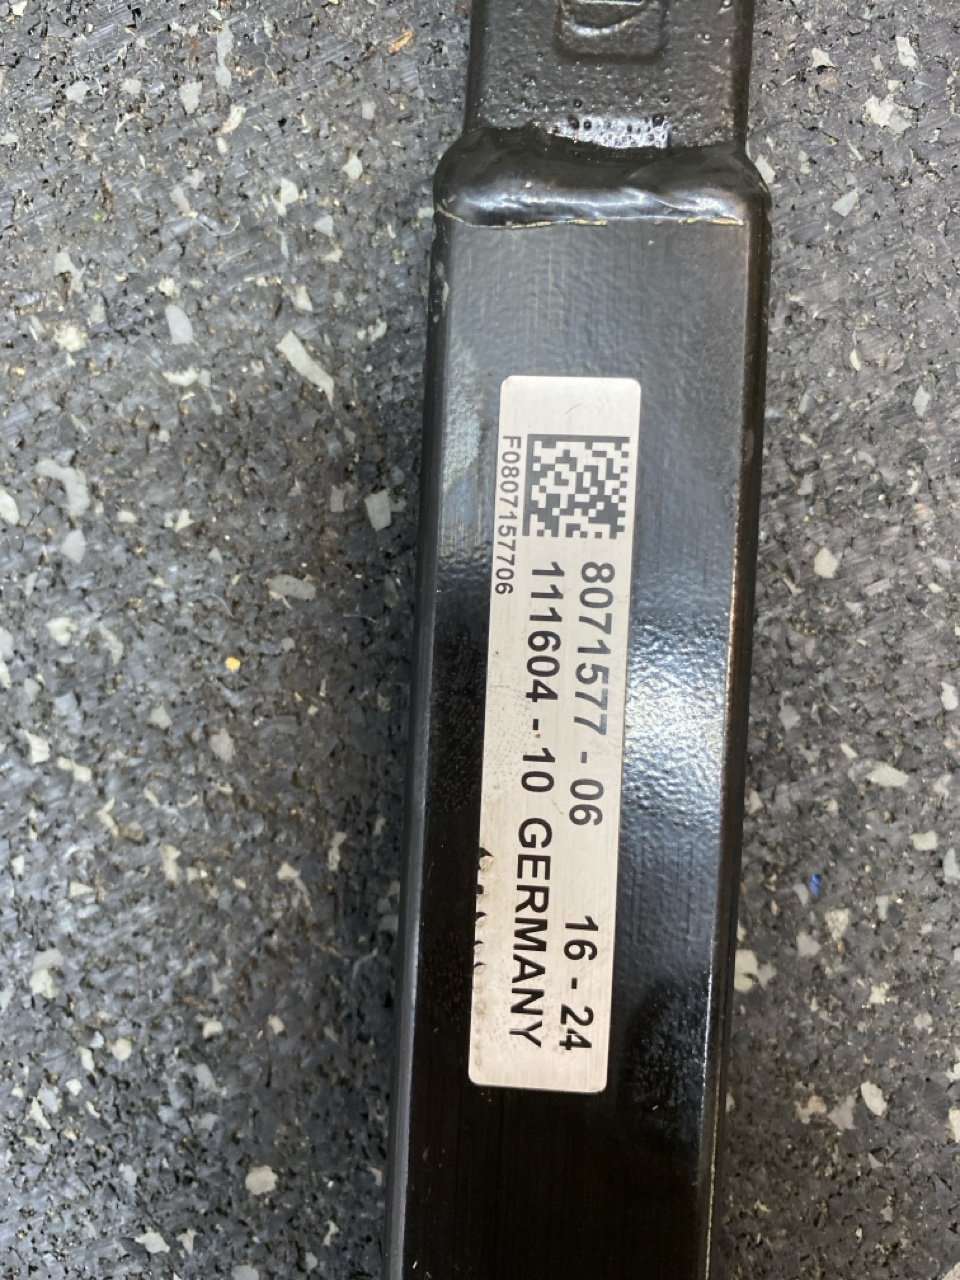 8071577 - 06 16 - 24
111604 - 10 GERMANY
F0807157706